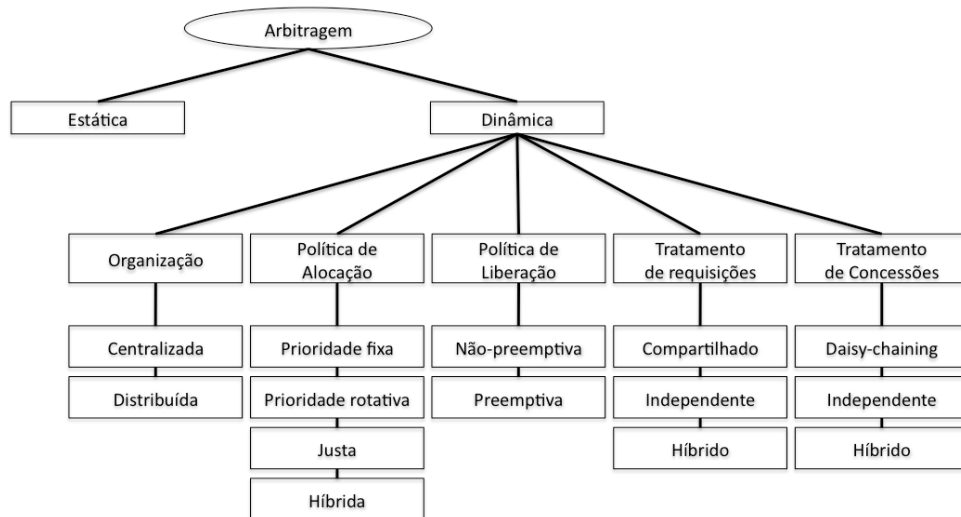 Arbitragem
Estática
Dinâmica
Organização
Política de
Alocação
Política de
Liberação
Tratamento
de requisições
Tratamento
de Concessões
Centralizada
Prioridade fixa
Não-preemptiva
Compartilhado
Daisy-chaining
Distribuída
Prioridade rotativa
Preemptiva
Independente
Independente
Justa
Híbrido
Híbrido
Híbrida